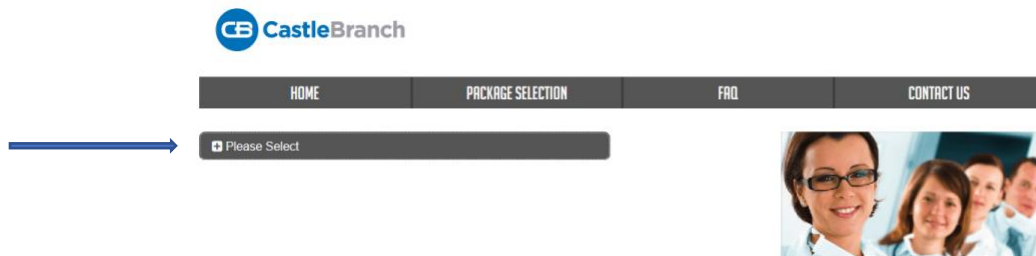 CB CastleBranch
HOME PACKAGE SELECTION FAQ CONTACT US
Please Select